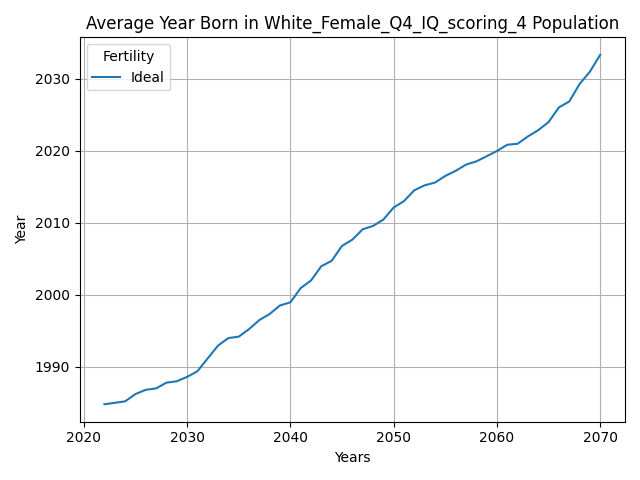 Average Year Born in White_Female_Q4_IQ_scoring_4 Population
Fertility
Ideal
2030
2020
2010
2000
1990
Year
2020 2030 2040 2050 2060 2070
Years